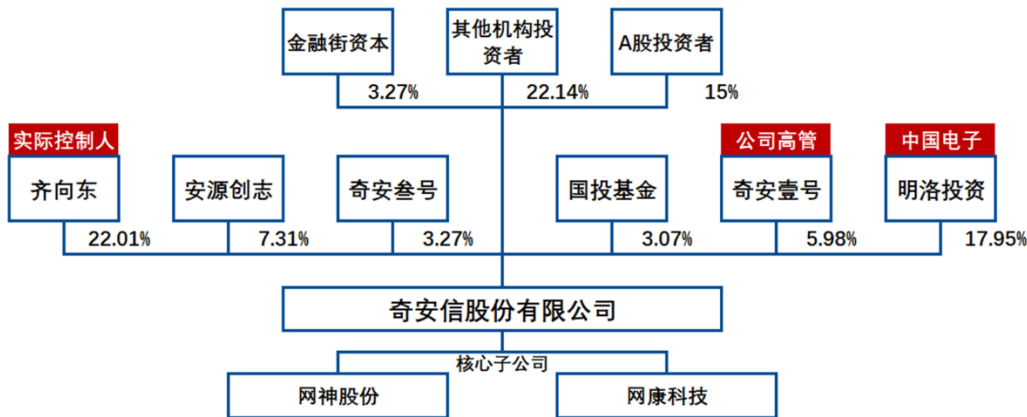 金融街资本
其他机构投
资者
A股投资者
3.27%
22.14%
15%
实际控制人
公司高管
中国电子
齐向东
安源创志
奇安叁号
国投基金
奇安壹号
明洛投资
22.01%
7.31%
3.27%
3.07%
5.98%
17.95%
奇安信股份有限公司
核心子公司
网神股份
网康科技